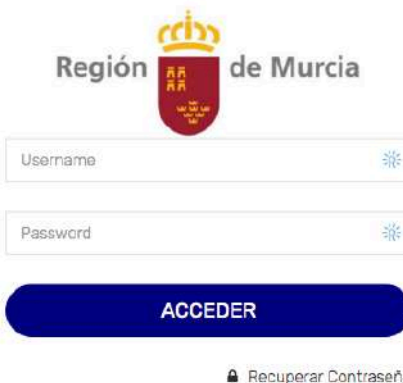 Región de Murcia
Username
Password
ACCEDER
Recuperar Contraseñ